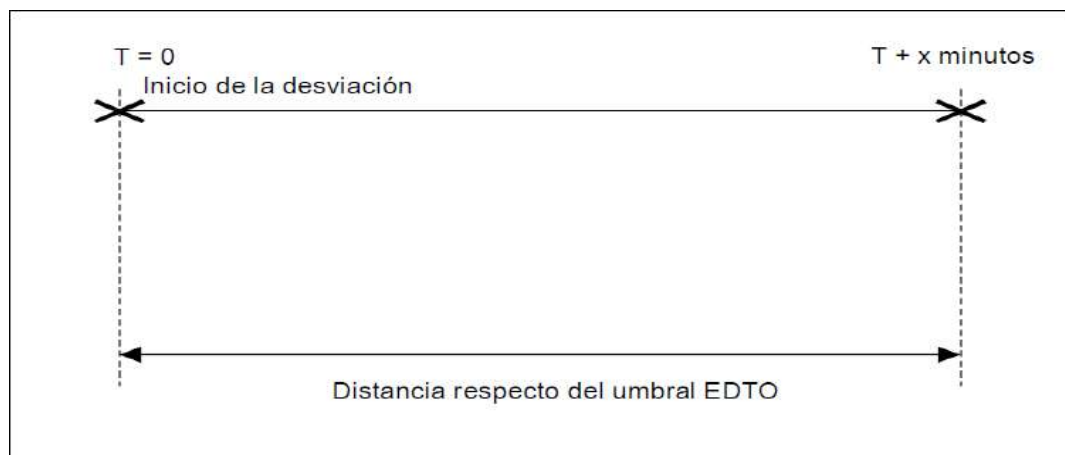 T = 0
T + x minutos
Inicio de la desviación
Distancia respecto del umbral EDTO